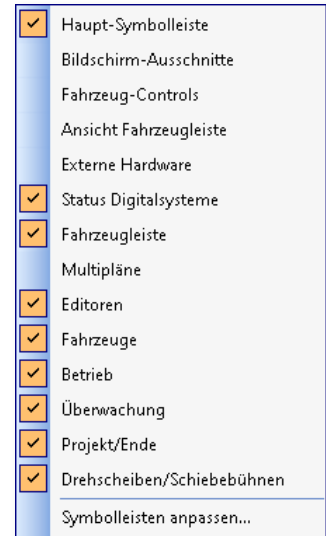 Haupt-Symbolleiste
Bildschirm-Ausschnitte
Fahrzeug-Controls
Ansicht Fahrzeugleiste
Externe Hardware
Status Digitalsysteme
Fahrzeugleiste
Multipläne
Editoren
Fahrzeuge
Betrieb
Überwachung
Projekt/Ende
Drehscheiben/Schiebebühnen
Symbolleisten anpassen...